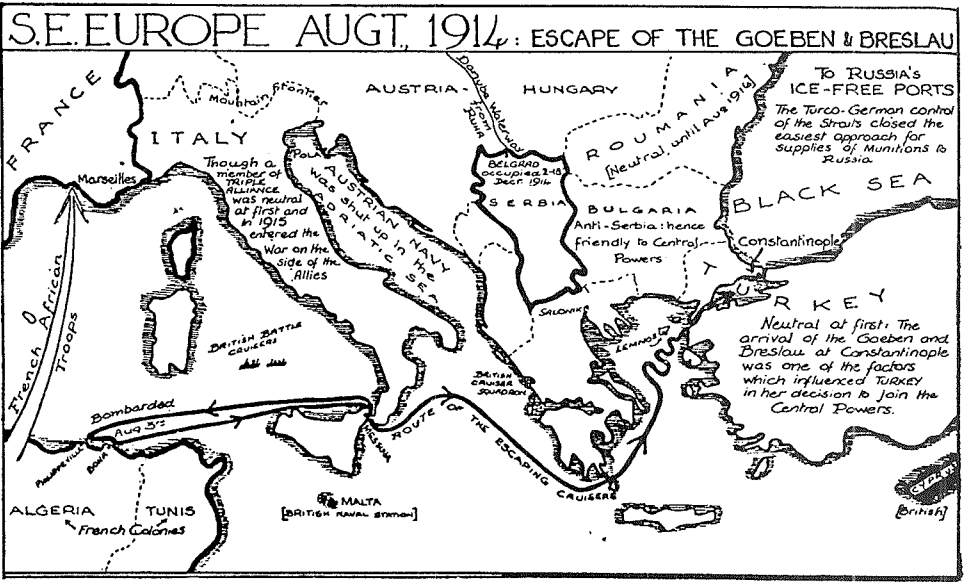 S.E. EUROPE AUGT., 1914: ESCAPE OF THE GOEBEN & BRESLAU
FRANCE
Marseilles
French & African
Troops
Mountain Frontier
ITALY
Though a
member of
TRIPLE
ALLIANCE
was neutral
at first and
in 1915
entered the
War on the
side of the
Allies
POLA
AUSTRIAN NAVY
was shut up in the
ADRIATIC SEA
AUSTRIA-HUNGARY
Danube Waterway
from
Ruma
BELGRAD
occupied 2-15
Decr. 1914
SERBIA
ROUMANIA
[Neutral, until Aug 1916]
BULGARIA
Anti-Serbia: hence
friendly to Central
Powers
To RUSSIA'S
ICE-FREE PORTS
The Turco-German control
of the Straits closed the
easiest approach for
supplies of Munitions to
Russia
BLACK SEA
Constantinople
TURKEY
Neutral at first: The
arrival of the Goeben and
Breslau at Constantinople
was one of the factors
which influenced TURKEY
in her decision to join the
Central Powers.
SALONIKA
LEMNOS
BRITISH BATTLE
CRUISERS
BRITISH
CRUISER
SQUADRON
Bombarded
Aug 3rd
PHILIPPEVILLE
BONA
MESSINA
ROUTE OF THE ESCAPING CRUISERS
MALTA
[BRITISH NAVAL STATION]
ALGERIA
TUNIS
French Colonies
CYPRUS
[British]